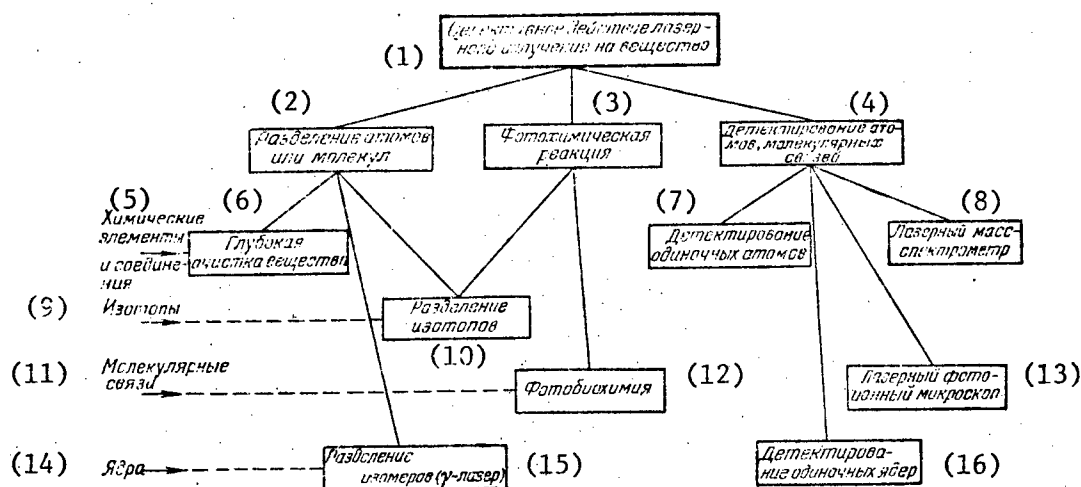 Селективное действие лазер-
ного излучения на вещество
(1)
(2)
(3)
(4)
Разделение атомов
или молекул
Фотохимическая
реакция
Детектирование ато-
мов, молекулярных
связей
(5)
(6)
(7)
(8)
Химические
элементы
и соедине-
ния
Глубокая
очистка вещества
Детектирование
одиночных атомов
Лазерный масс-
спектрометр
(9)
Изотопы
Разделение
изотопов
(10)
(11)
Молекулярные
связи
Фотобиохимия
(12)
Лазерный фото-
ионный микроскоп
(13)
(14)
Ядра
Разделение
изомеров (γ-лазер)
(15)
Детектирова-
ние одиночных ядер
(16)